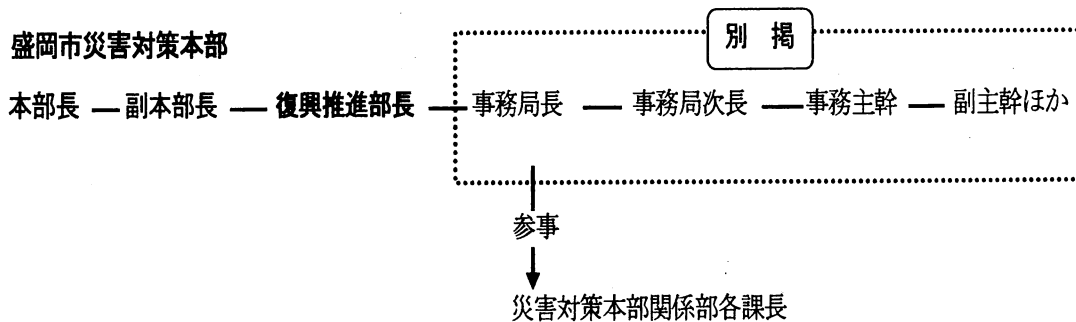 別 掲
盛岡市災害対策本部
本部長 ― 副本部長 ― 復興推進部長 ― 事務局長 ― 事務局次長 ― 事務主幹 ― 副主幹ほか
参事
災害対策本部関係部各課長